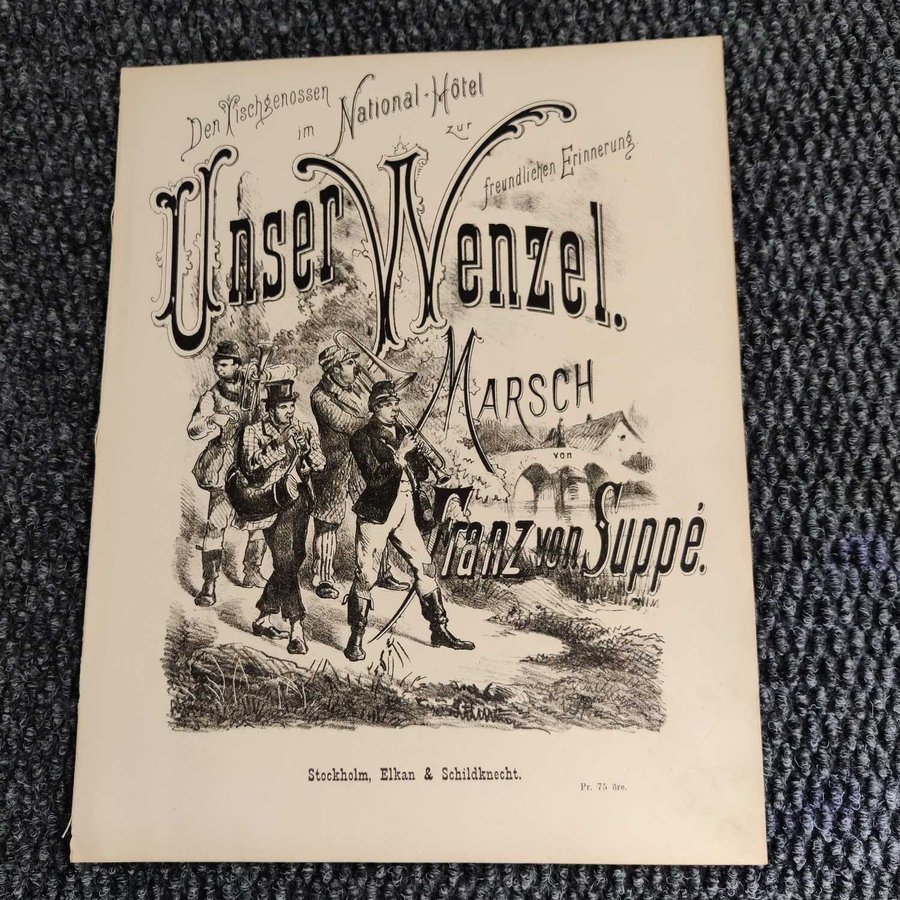 Den Tischgenossen
im National-Hôtel
zur
freundlichen Erinnerung.
Unser Wenzel.
MARSCH
von
Franz von Suppé.
Stockholm, Elkan & Schildknecht.
Pr. 75 öre.